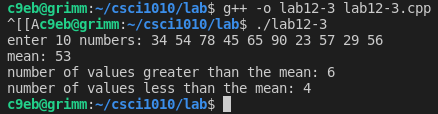 c9eb@grimm:~/csci1010/lab$ g++ -o lab12-3 lab12-3.cpp
^[[Ac9eb@grimm:~/csci1010/lab$ ./lab12-3
enter 10 numbers: 34 54 78 45 65 90 23 57 29 56
mean: 53
number of values greater than the mean: 6
number of values less than the mean: 4
c9eb@grimm:~/csci1010/lab$